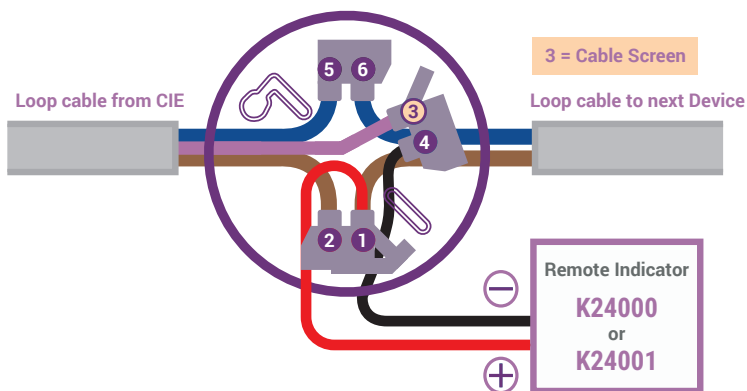 5 6
3 = Cable Screen
Loop cable from CIE
3
Loop cable to next Device
4
2 1
Remote Indicator
−
K24000
or
K24001
+